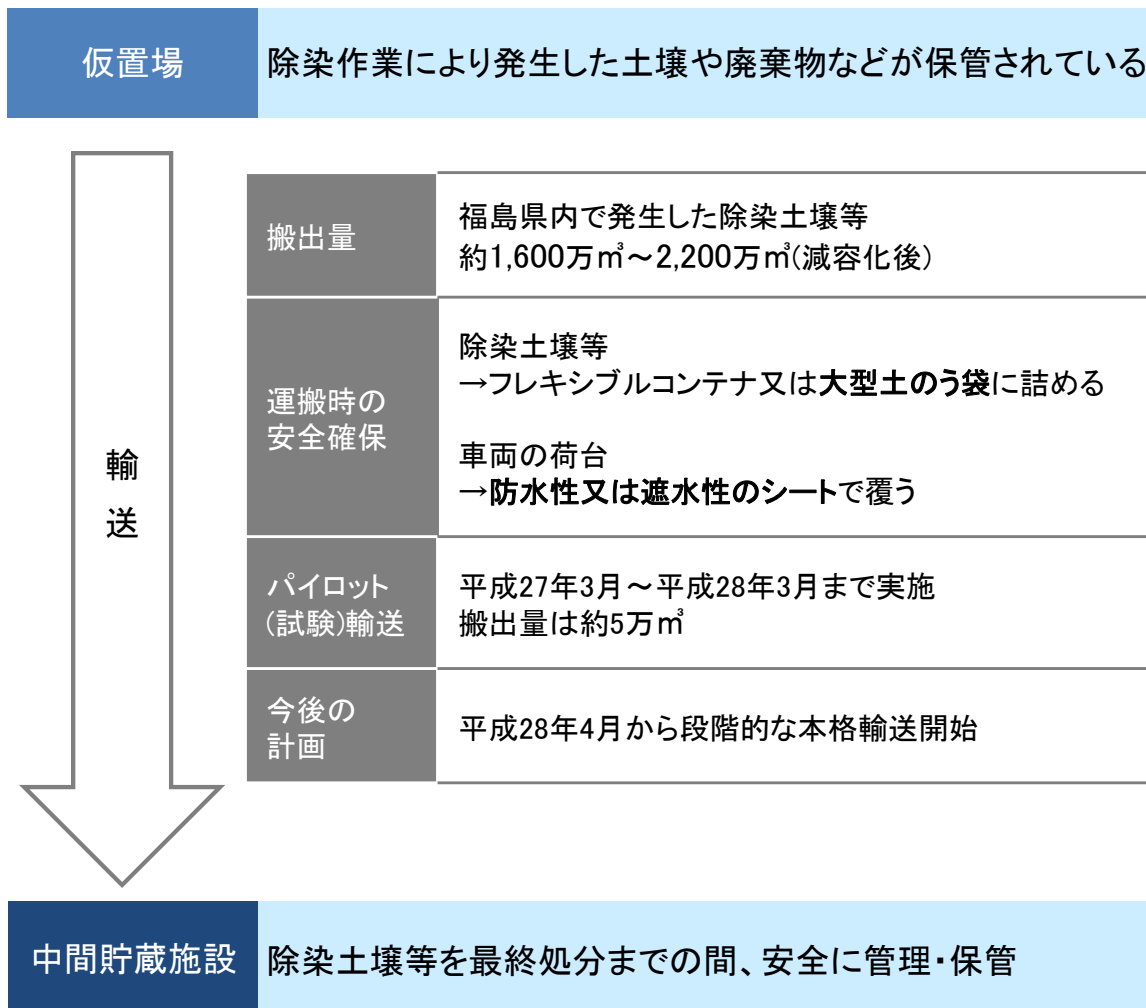 仮置場
除染作業により発生した土壌や廃棄物などが保管されている
輸
送
搬出量
福島県内で発生した除染土壌等
約1,600万㎥～2,200万㎥(減容化後)
運搬時の
安全確保
除染土壌等
→フレキシブルコンテナ又は大型土のう袋に詰める
車両の荷台
→防水性又は遮水性のシートで覆う
パイロット
(試験)輸送
平成27年3月～平成28年3月まで実施
搬出量は約5万㎥
今後の
計画
平成28年4月から段階的な本格輸送開始
中間貯蔵施設
除染土壌等を最終処分までの間、安全に管理・保管